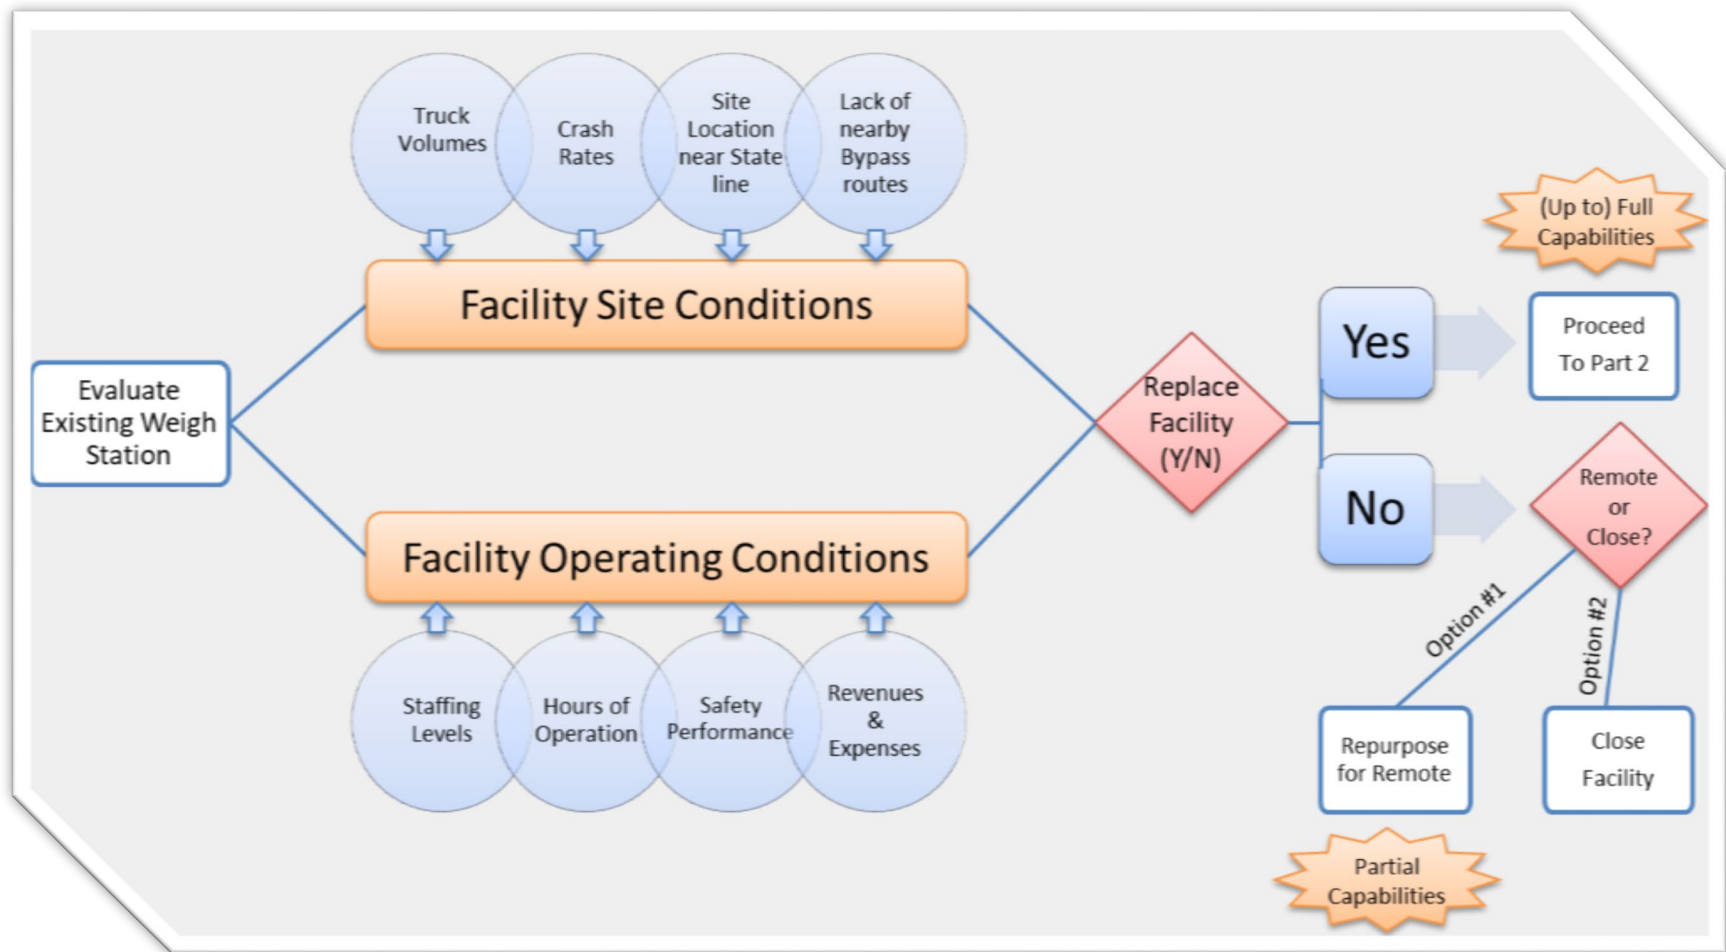 Truck
Volumes
Crash
Rates
Site
Location
near State
line
Lack of
nearby
Bypass
routes
Facility Site Conditions
Evaluate
Existing Weigh
Station
Facility Operating Conditions
Staffing
Levels
Hours of
Operation
Safety
Performance
Revenues
&
Expenses
Replace
Facility
(Y/N)
Yes
(Up to) Full
Capabilities
Proceed
To Part 2
No
Remote
or
Close?
Option #1
Option #2
Repurpose
for Remote
Close
Facility
Partial
Capabilities